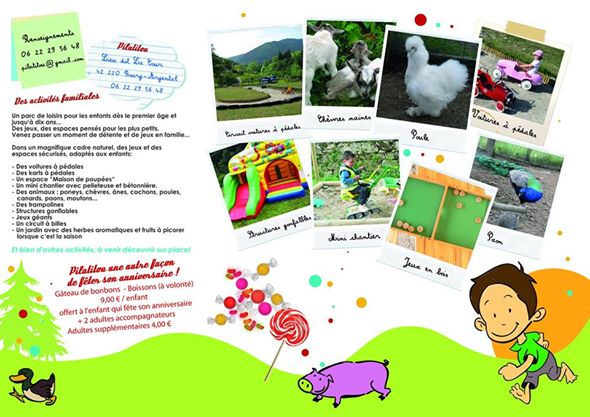 Renseignements
06 22 29 36 48
pilatilou@gmail.com
Pilatilou
Lieu dit La Cour
42 220 Bourg-Argental
06 22 29 36 48
Des activités familiales
Un parc de loisirs pour les enfants dès le premier âge et
jusqu'à dix ans...
Des jeux, des espaces pensés pour les plus petits.
Venez passer un moment de détente et de jeux en famille...
Dans un magnifique cadre naturel, des jeux et des
espaces sécurisés, adaptés aux enfants:
- Des voitures à pédales
- Des karts à pédales
- Un espace "Maison de poupées"
- Un mini chantier avec pelleteuse et bétonnière.
- Des animaux : poneys, chèvres, ânes, cochons, poules,
canards, paons, moutons...
- Des trampolines
- Structures gonflables
- Jeux géants
- Un circuit à billes
- Un jardin avec des herbes aromatiques et fruits à picorer
lorsque c'est la saison
Et bien d'autres activités, à venir découvrir sur place!
Pilatilou une autre façon
de fêter son anniversaire !
Gâteau de bonbons - Boissons (à volonté)
9,00 € / enfant
offert à l'enfant qui fête son anniversaire
+ 2 adultes accompagnateurs
Adultes supplémentaires 4,00 €
Circuit voitures à pédales
Chèvres naines
Poule
Voitures à pédales
Structures gonflables
Mini chantier
Jeux en bois
Paon